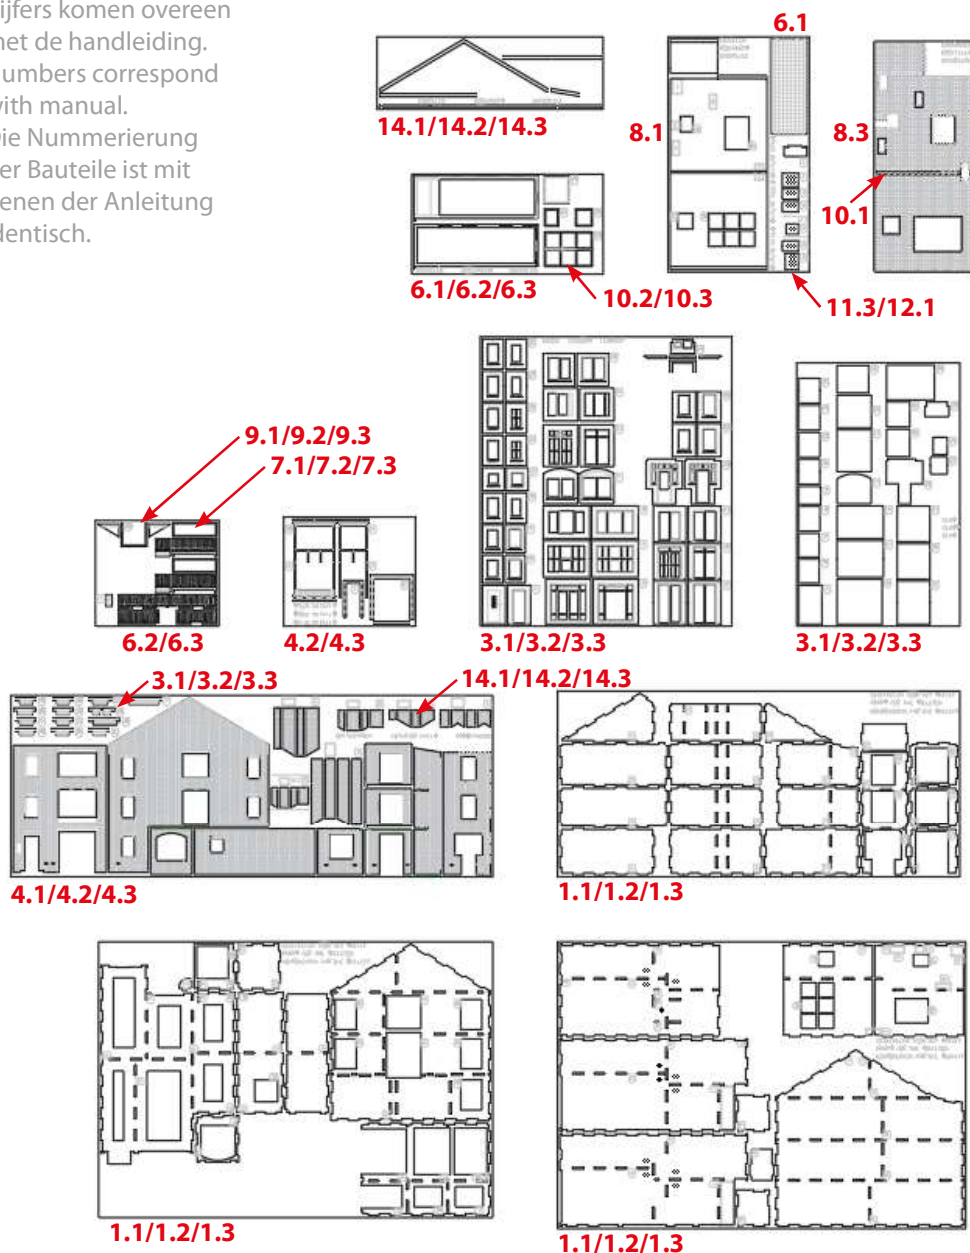 ijfers komen overeen
net de handleiding.
umbers correspond
vith manual.
Die Nummerierung
er Bauteile ist mit
enen der Anleitung
dentisch.
6.1
14.1/14.2/14.3
8.1
8.3
10.1
6.1/6.2/6.3
10.2/10.3
11.3/12.1
9.1/9.2/9.3
7.1/7.2/7.3
6.2/6.3
4.2/4.3
3.1/3.2/3.3
3.1/3.2/3.3
3.1/3.2/3.3
14.1/14.2/14.3
4.1/4.2/4.3
1.1/1.2/1.3
1.1/1.2/1.3
1.1/1.2/1.3